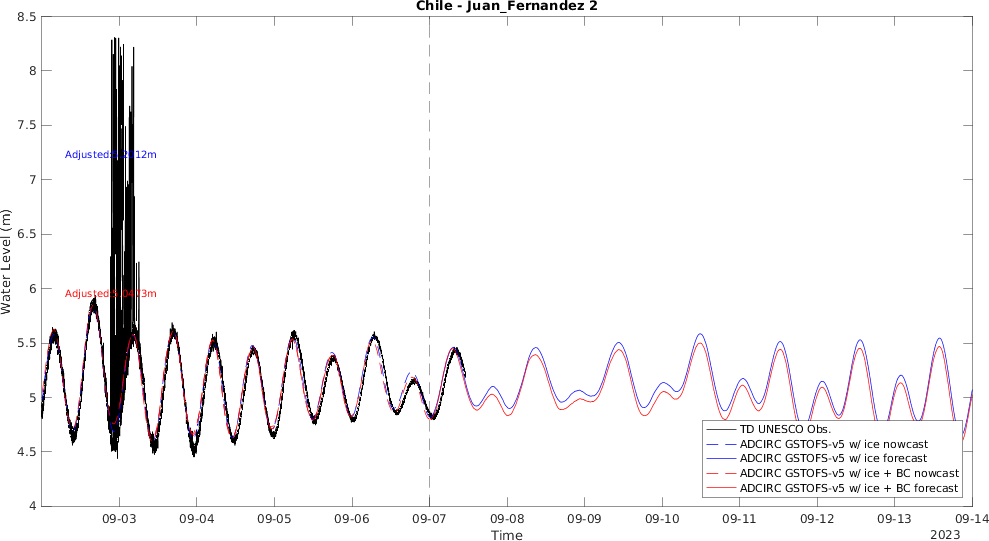 Chile - Juan_Fernandez 2
8.5
8
7.5
7
6.5
6
5.5
5
4.5
4
Water Level (m)
Adjusted:
Adjusted:
TD UNESCO Obs.
ADCIRC GSTOFS-v5 w/ ice nowcast
ADCIRC GSTOFS-v5 w/ ice forecast
ADCIRC GSTOFS-v5 w/ ice + BC nowcast
ADCIRC GSTOFS-v5 w/ ice + BC forecast
09-03 09-04 09-05 09-06 09-07 09-08 09-09 09-10 09-11 09-12 09-13 09-14
Time
2023